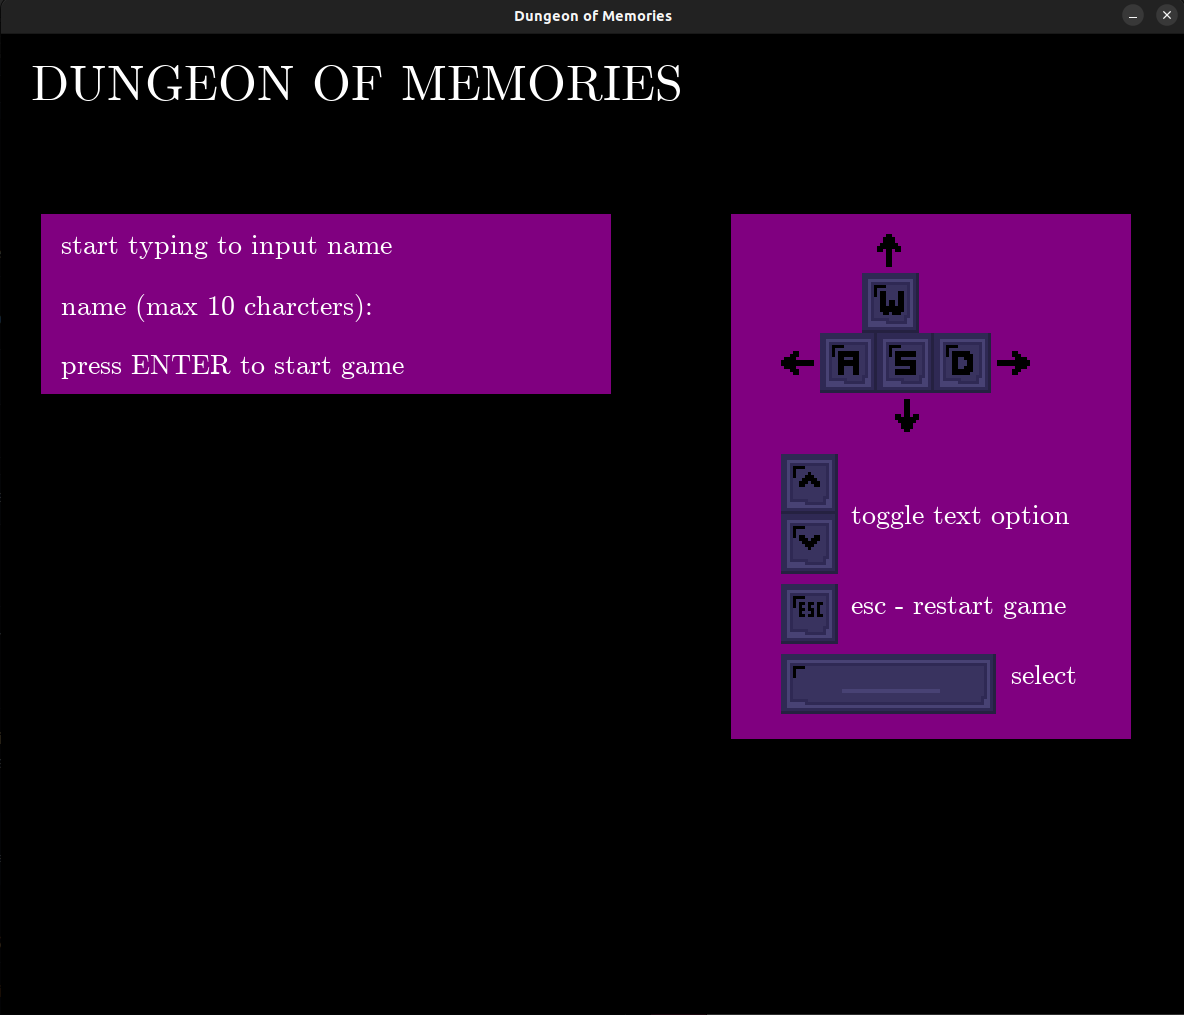 Dungeon of Memories
DUNGEON OF MEMORIES
start typing to input name
name (max 10 charcters):
press ENTER to start game
W
A S D
toggle text option
ESC
esc - restart game
select